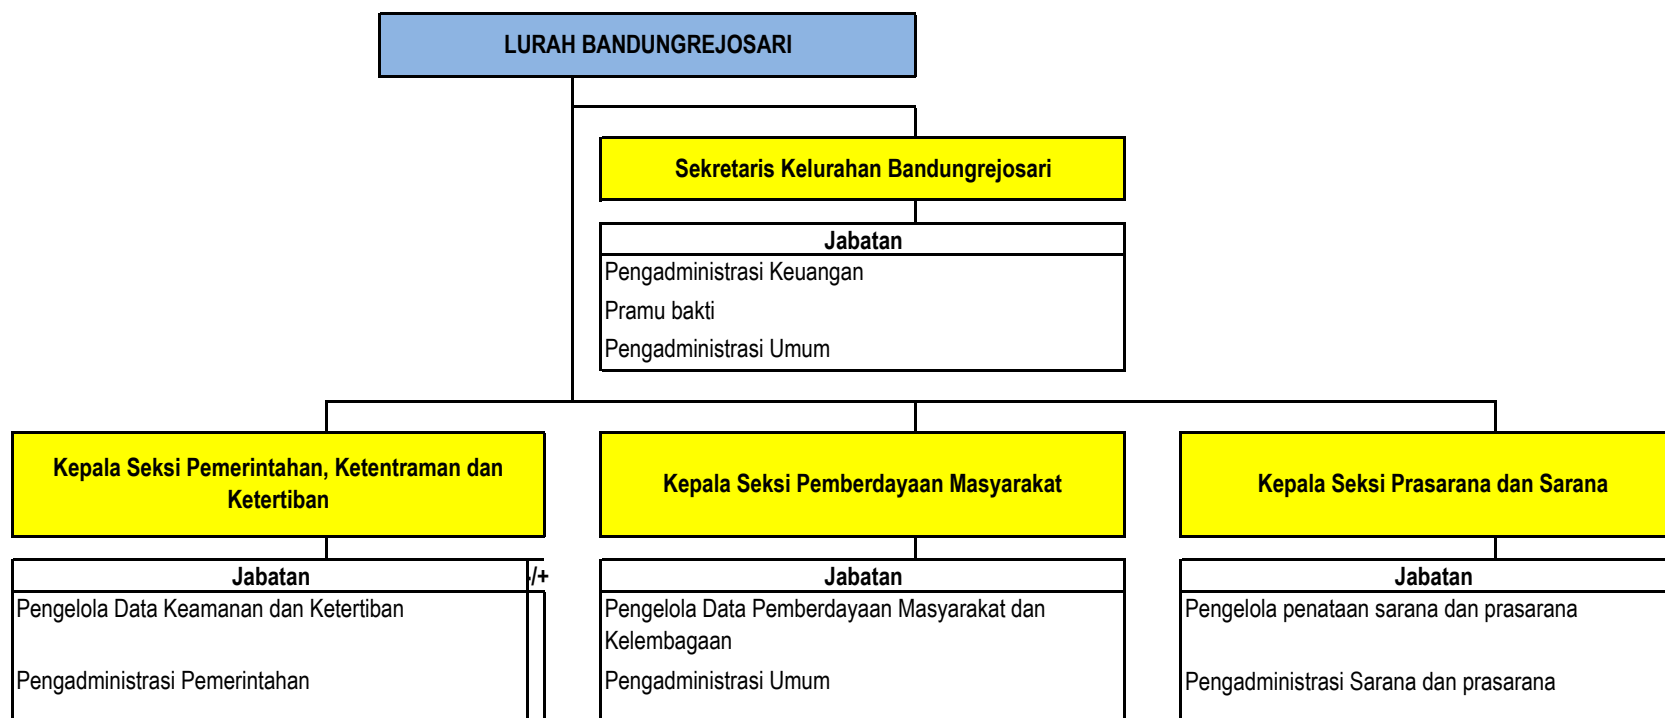 LURAH BANDUNGREJOSARI
Sekretaris Kelurahan Bandungrejosari
Jabatan
Pengadministrasi Keuangan
Pramu bakti
Pengadministrasi Umum
Kepala Seksi Pemerintahan, Ketentraman dan
Ketertiban
Jabatan
/+
Pengelola Data Keamanan dan Ketertiban
Pengadministrasi Pemerintahan
Kepala Seksi Pemberdayaan Masyarakat
Jabatan
Pengelola Data Pemberdayaan Masyarakat dan
Kelembagaan
Pengadministrasi Umum
Kepala Seksi Prasarana dan Sarana
Jabatan
Pengelola penataan sarana dan prasarana
Pengadministrasi Sarana dan prasarana